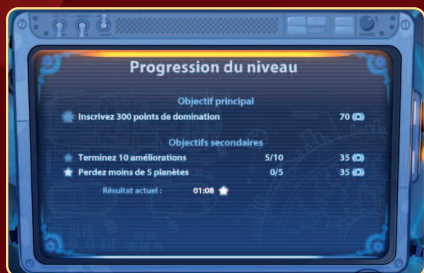 Progression du niveau
Objectif principal
Inscrivez 300 points de domination 70
Objectifs secondaires
Terminez 10 améliorations 5/10 35
Perdez moins de 5 planètes 0/5 35
Résultat actuel : 01:08